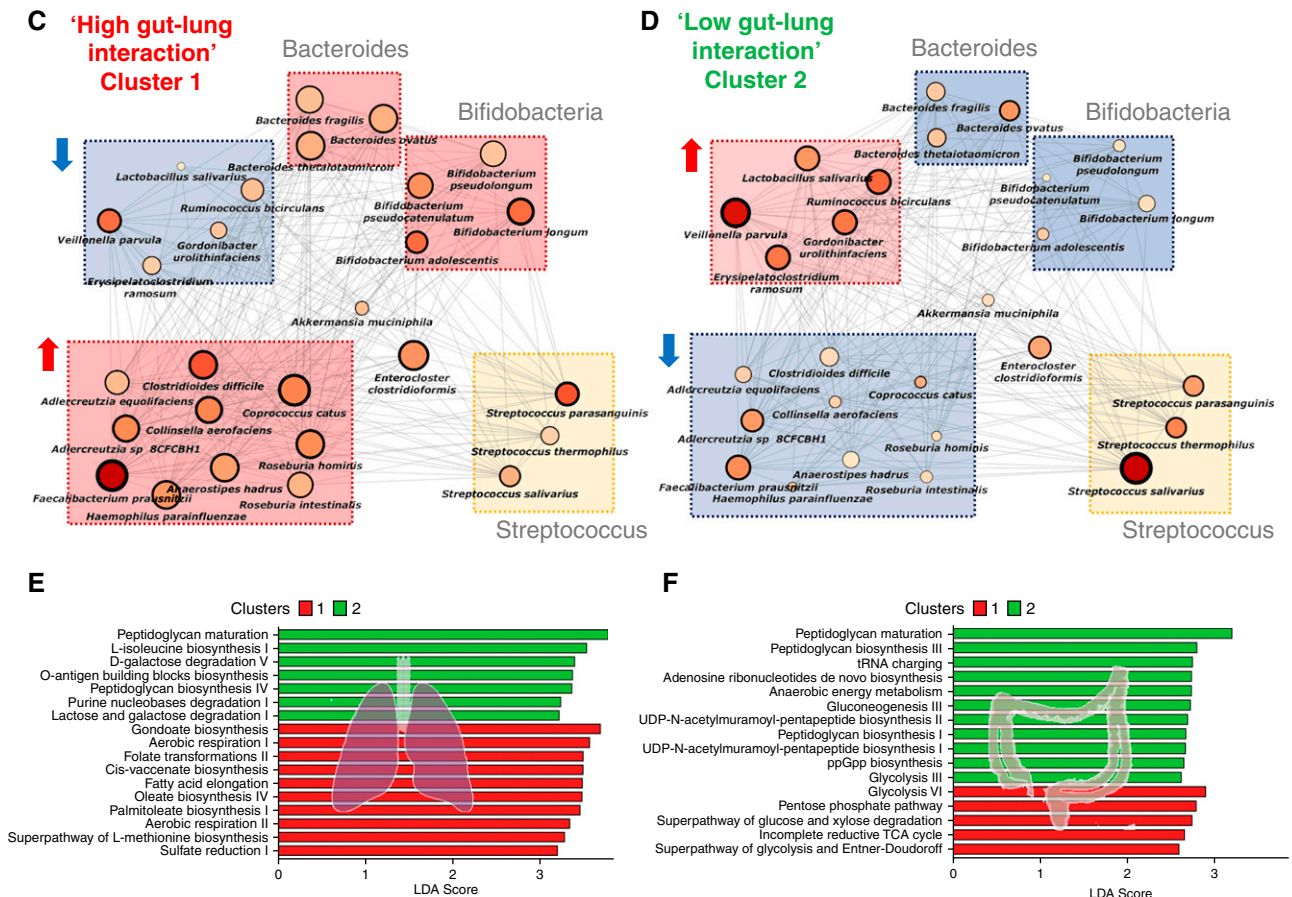 C
'High gut-lung
interaction'
Cluster 1
Bacteroides
Bifidobacteria
Bacteroides fragilis
Bacteroides ovatus
Bacteroides thetaiotaomicron
Lactobacillus salivarius
Ruminococcus bicirculans
Veillonella parvula
Gordonibacter
urolithinfaciens
Erysipelatoclostridium
ramosum
Bifidobacterium
pseudolongum
Bifidobacterium
pseudocatenulatum
Bifidobacterium longum
Bifidobacterium adolescentis
Akkermansia muciniphila
Enterocloster
clostridioformis
Clostridioides difficile
Adlercreutzia equolifaciens
Coprococcus catus
Collinsella aerofaciens
Adlercreutzia sp 8CFCBH1
Roseburia hominis
Anaerostipes hadrus
Faecalibacterium prausnitzii
Roseburia intestinalis
Haemophilus parainfluenzae
Streptococcus parasanguinis
Streptococcus thermophilus
Streptococcus salivarius
Streptococcus
D
'Low gut-lung
interaction'
Cluster 2
Bacteroides
Bifidobacteria
Bacteroides fragilis
Bacteroides ovatus
Bacteroides thetaiotaomicron
Lactobacillus salivarius
Ruminococcus bicirculans
Veillonella parvula
Gordonibacter
urolithinfaciens
Erysipelatoclostridium
ramosum
Bifidobacterium
pseudolongum
Bifidobacterium
pseudocatenulatum
Bifidobacterium longum
Bifidobacterium adolescentis
Akkermansia muciniphila
Enterocloster
clostridioformis
Clostridioides difficile
Adlercreutzia equolifaciens
Coprococcus catus
Collinsella aerofaciens
Adlercreutzia sp 8CFCBH1
Roseburia hominis
Anaerostipes hadrus
Faecalibacterium prausnitzii
Roseburia intestinalis
Haemophilus parainfluenzae
Streptococcus parasanguinis
Streptococcus thermophilus
Streptococcus salivarius
Streptococcus
E
Clusters 1 2
Peptidoglycan maturation
L-isoleucine biosynthesis I
D-galactose degradation V
O-antigen building blocks biosynthesis
Peptidoglycan biosynthesis IV
Purine nucleobases degradation I
Lactose and galactose degradation I
Gondoate biosynthesis
Aerobic respiration I
Folate transformations II
Cis-vaccenate biosynthesis
Fatty acid elongation
Oleate biosynthesis IV
Palmitoleate biosynthesis I
Aerobic respiration II
Superpathway of L-methionine biosynthesis
Sulfate reduction I
0 1 2 3
LDA Score
F
Clusters 1 2
Peptidoglycan maturation
Peptidoglycan biosynthesis III
tRNA charging
Adenosine ribonucleotides de novo biosynthesis
Anaerobic energy metabolism
Gluconeogenesis III
UDP-N-acetylmuramoyl-pentapeptide biosynthesis II
Peptidoglycan biosynthesis I
UDP-N-acetylmuramoyl-pentapeptide biosynthesis I
ppGpp biosynthesis
Glycolysis III
Glycolysis VI
Pentose phosphate pathway
Superpathway of glucose and xylose degradation
Incomplete reductive TCA cycle
Superpathway of glycolysis and Entner-Doudoroff
0 1 2 3
LDA Score